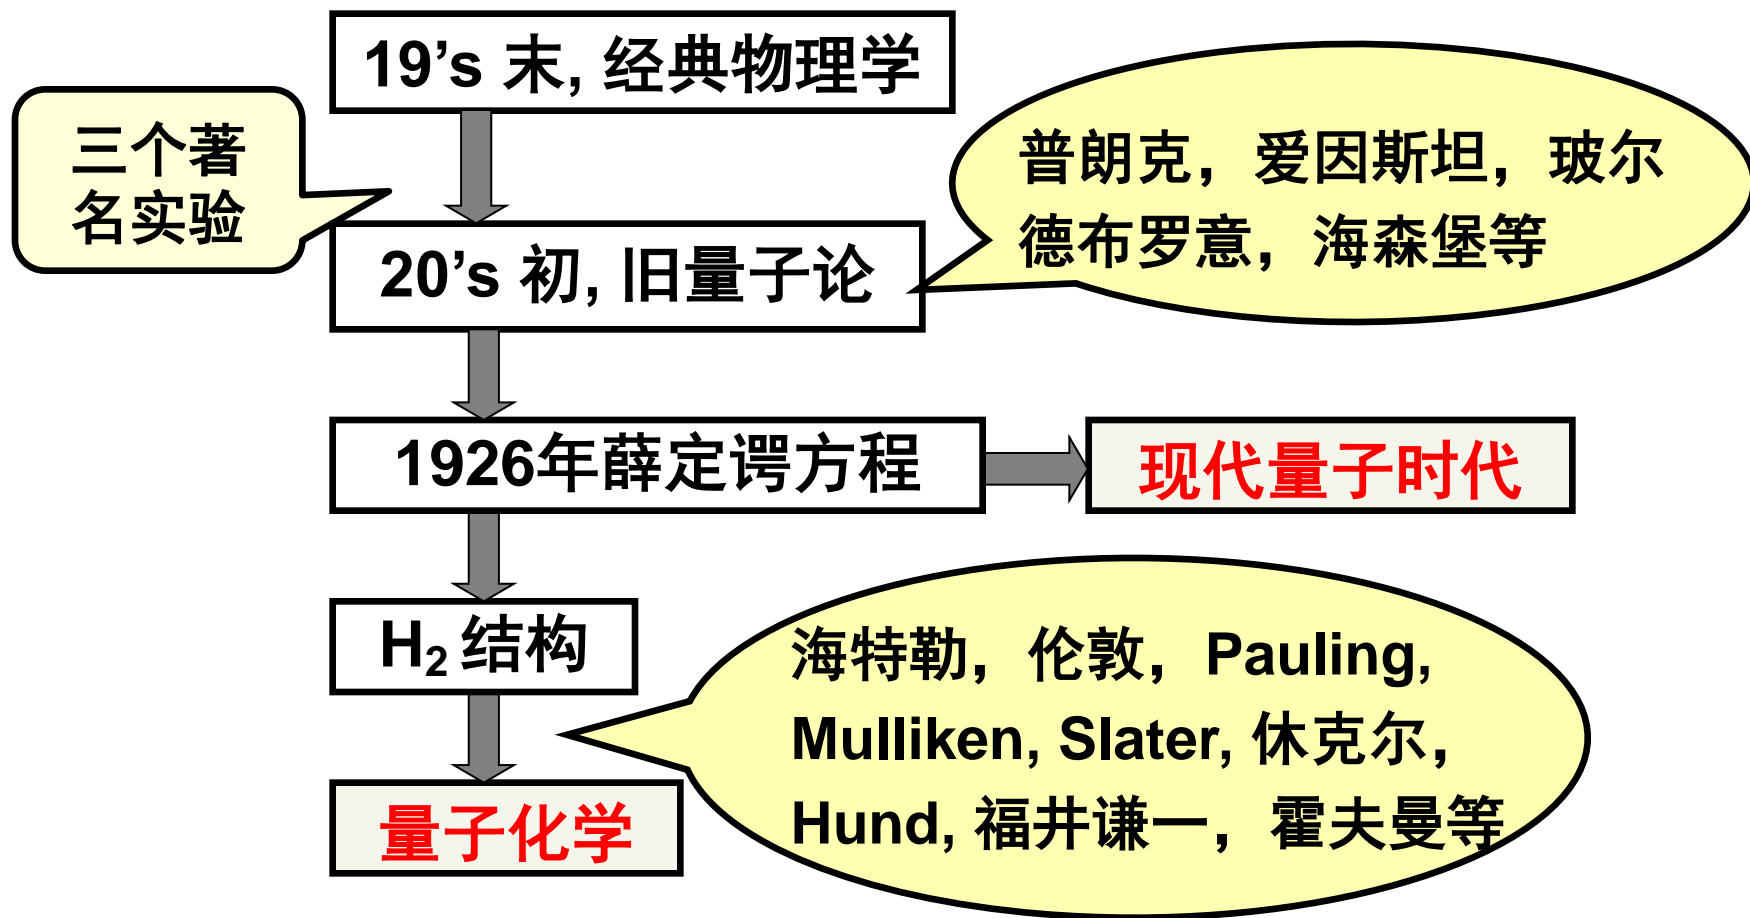 19’s 末, 经典物理学
三个著
名实验
普朗克，爱因斯坦，玻尔
德布罗意，海森堡等
20’s 初, 旧量子论
1926年薛定谔方程
现代量子时代
H₂ 结构
海特勒，伦敦，Pauling,
Mulliken, Slater, 休克尔，
Hund, 福井谦一，霍夫曼等
量子化学